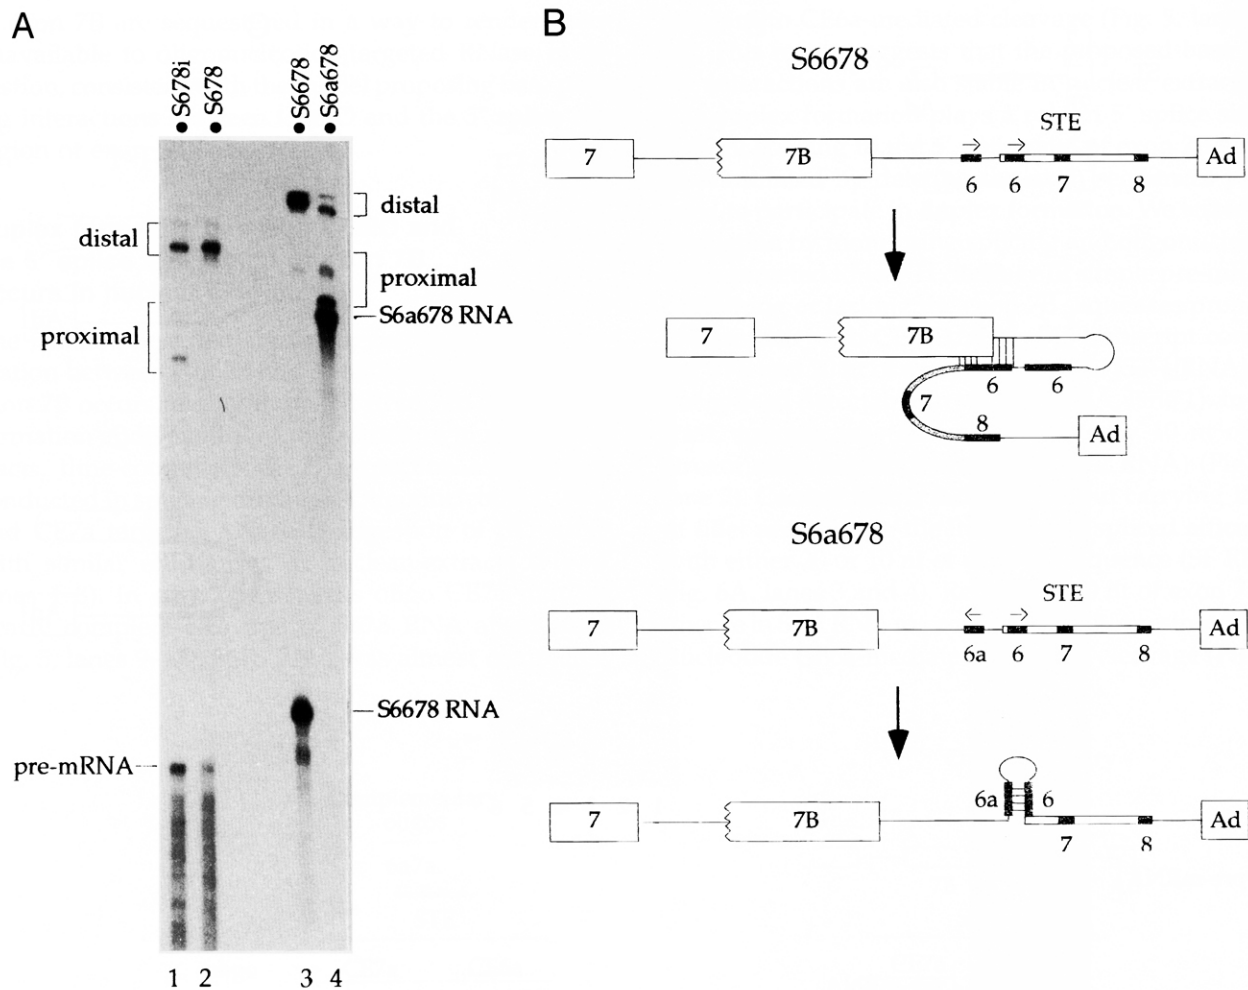 A
S678i
S678
S6678
S6a678
distal
distal
proximal
proximal
S6a678 RNA
S6678 RNA
pre-mRNA
1 2 3 4
B
S6678
STE
7 7B Ad
6 6 7 8
7 7B
6 6
7
8
Ad
S6a678
STE
7 7B Ad
6a 6 7 8
6a 6
7 7B Ad
7 8